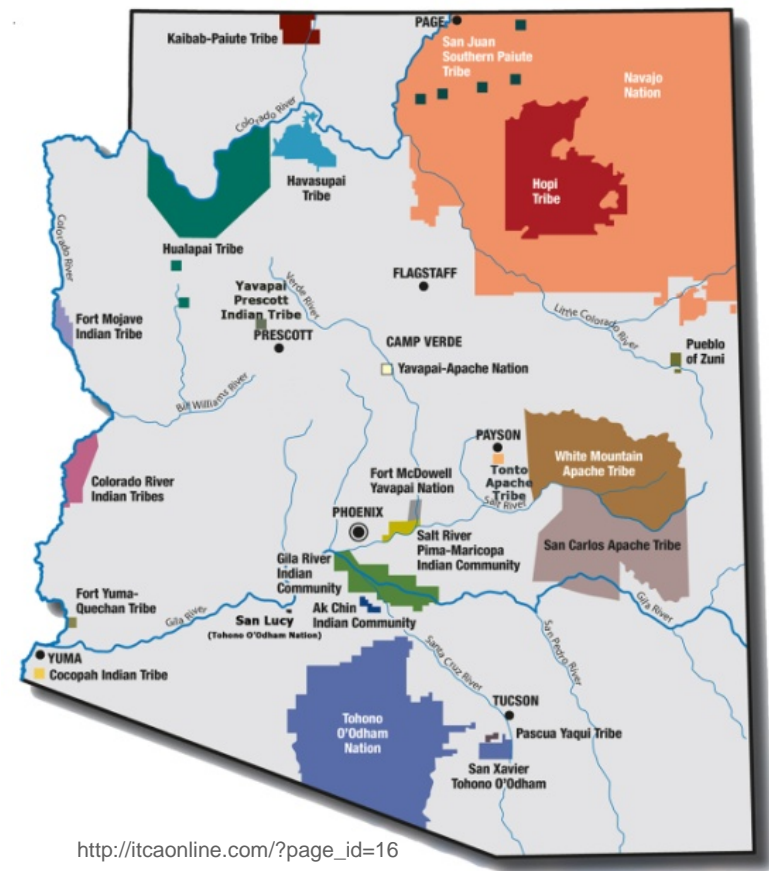 PAGE
Kaibab-Paiute Tribe
San Juan
Southern Paiute
Tribe
Navajo
Nation
Colorado River
Havasupai
Tribe
Hopi
Tribe
Colorado River
Hualapai Tribe
FLAGSTAFF
Verde River
Yavapai
Prescott
Indian Tribe
PRESCOTT
Fort Mojave
Indian Tribe
Little Colorado River
CAMP VERDE
Yavapai-Apache Nation
Pueblo
of Zuni
Bill Williams River
PAYSON
Tonto
Apache
Tribe
White Mountain
Apache Tribe
Colorado River
Indian Tribes
Fort McDowell
Yavapai Nation
Salt River
PHOENIX
Salt River
Pima-Maricopa
Indian Community
San Carlos Apache Tribe
Gila River
Indian
Community
Ak Chin
Indian Community
Fort Yuma-
Quechan Tribe
Gila River
San Lucy
(Tohono O'Odham Nation)
Gila River
YUMA
Cocopah Indian Tribe
Santa Cruz River
San Pedro River
TUCSON
Tohono
O'Odham
Nation
Pascua Yaqui Tribe
San Xavier
Tohono O'Odham
http://itcaonline.com/?page_id=16